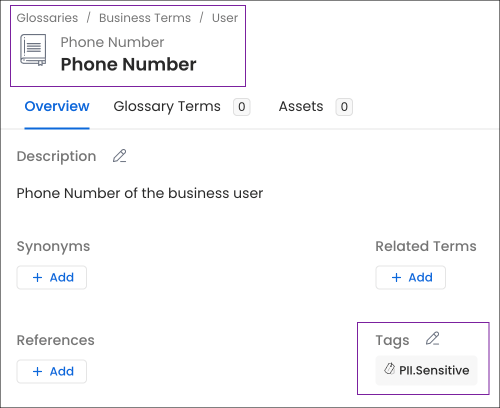 Glossaries / Business Terms / User
Phone Number
Phone Number
Overview Glossary Terms 0 Assets 0
Description
Phone Number of the business user
Synonyms Related Terms
+ Add + Add
References Tags
+ Add PII.Sensitive